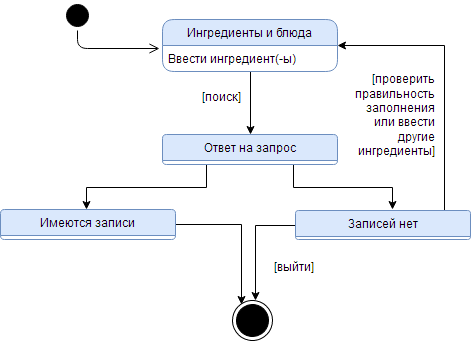 Ингредиенты и блюда
Ввести ингредиент(-ы)
[поиск]
[проверить
правильность
заполнения
или ввести
другие
ингредиенты]
Ответ на запрос
Имеются записи
Записей нет
[выйти]